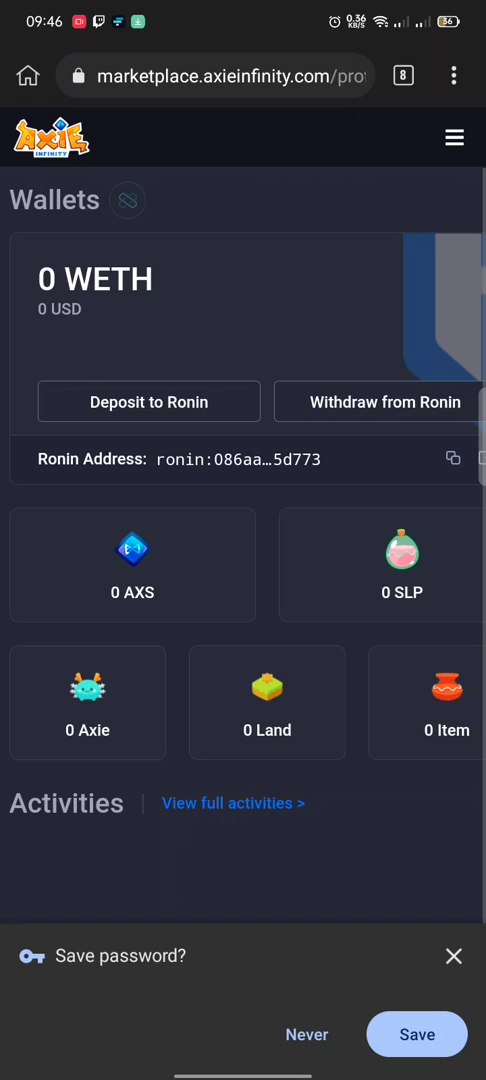 09:46
0.36
KB/S
36
marketplace.axieinfinity.com/prof
8
AXIE
INFINITY
Wallets
0 WETH
0 USD
Deposit to Ronin
Withdraw from Ronin
Ronin Address: ronin:086aa…5d773
0 AXS
0 SLP
0 Axie
0 Land
0 Item
Activities
View full activities >
Save password?
Never
Save